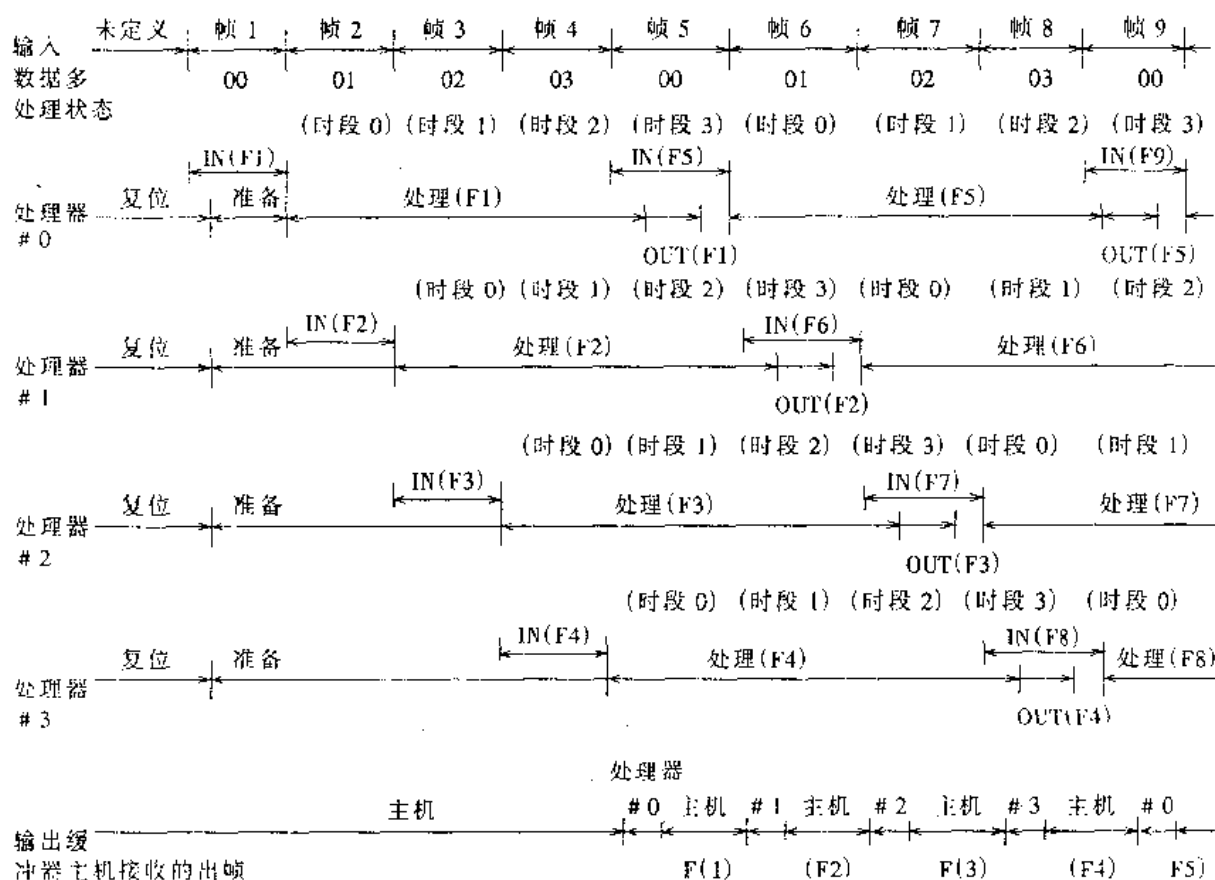 未定义 帧 1 帧 2 帧 3 帧 4 帧 5 帧 6 帧 7 帧 8 帧 9
输入
数据多 00 01 02 03 00 01 02 03 00
处理状态
(时段 0) (时段 1) (时段 2) (时段 3) (时段 0) (时段 1) (时段 2) (时段 3)
IN(F1) IN(F5) IN(F9)
复位 准备 处理(F1) 处理(F5)
处理器
#0
OUT(F1) OUT(F5)
(时段 0) (时段 1) (时段 2) (时段 3) (时段 0) (时段 1) (时段 2)
IN(F2) IN(F6)
复位 准备 处理(F2) 处理(F6)
处理器
#1
OUT(F2)
(时段 0) (时段 1) (时段 2) (时段 3) (时段 0) (时段 1)
IN(F3) IN(F7)
复位 准备 处理(F3) 处理(F7)
处理器
#2
OUT(F3)
(时段 0) (时段 1) (时段 2) (时段 3) (时段 0)
IN(F4) IN(F8)
复位 准备 处理(F4) 处理(F8)
处理器
#3
OUT(F4)
处理器
主机 #0 主机 #1 主机 #2 主机 #3 主机 #0
输出缓
冲器主机接收的出帧 F(1) (F2) F(3) (F4) F5)